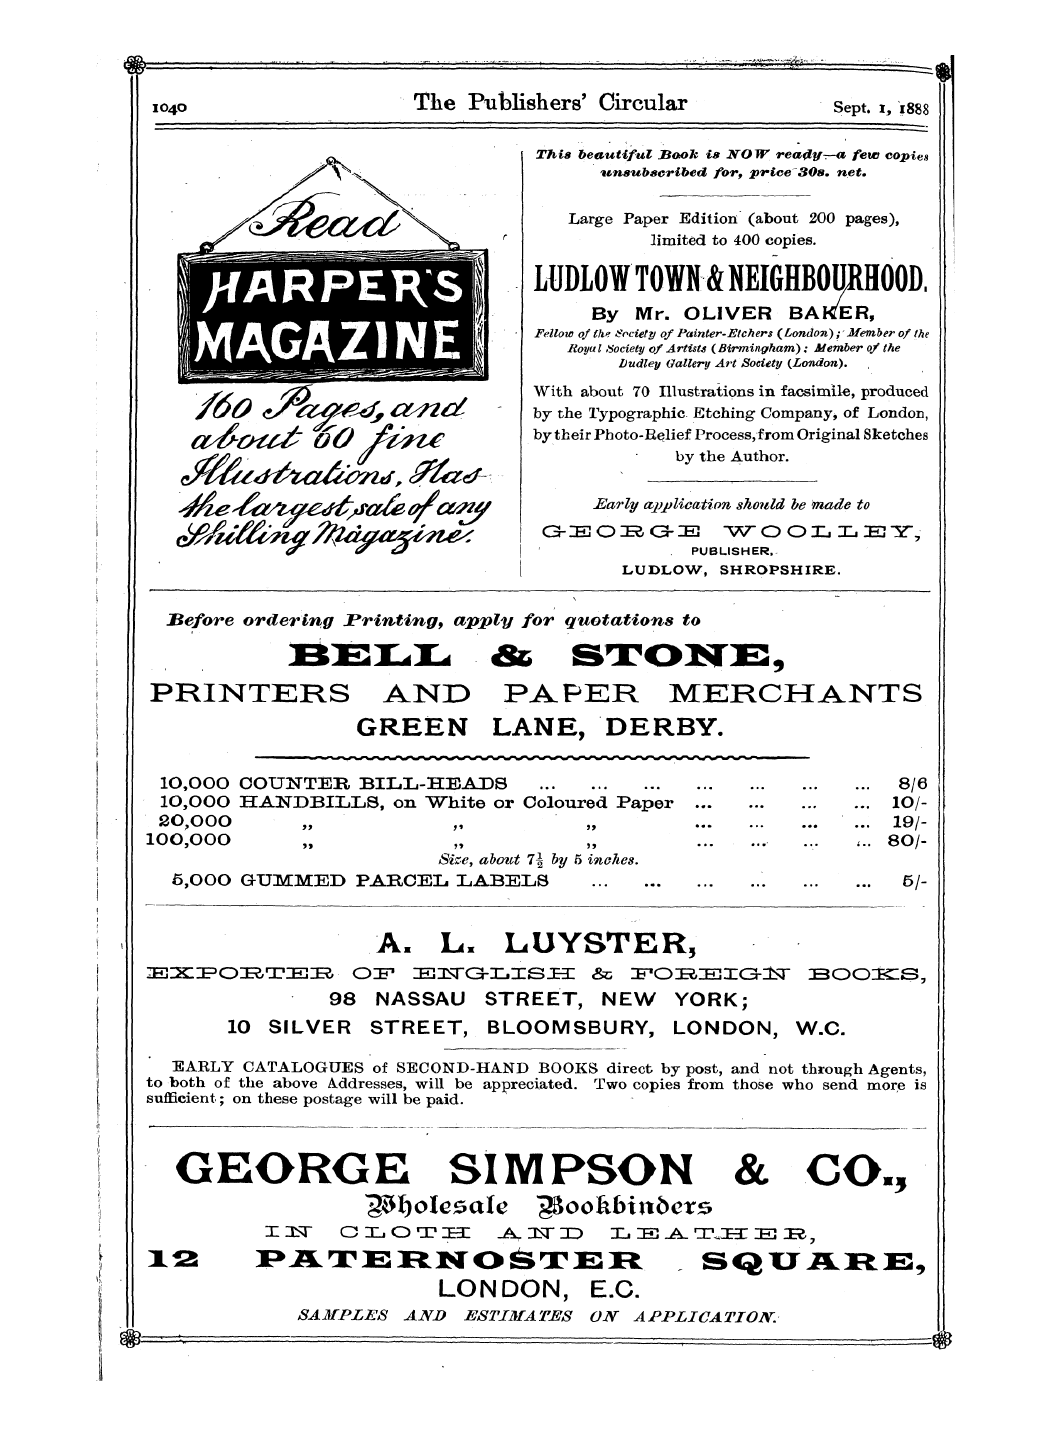 1040 The Publishers' Circular Sept. 1, 1888
Read
HARPER'S
MAGAZINE
160 Pages, and
about 60 fine
Illustrations, Has
the largest sale of any
Shilling Magazine.
This beautiful Book is NOW ready—a few copies
unsubscribed for, price 30s. net.
Large Paper Edition (about 200 pages),
limited to 400 copies.
LUDLOW TOWN & NEIGHBOURHOOD.
By Mr. OLIVER BAKER,
Fellow of the Society of Painter-Etchers (London); Member of the
Royal Society of Artists (Birmingham); Member of the
Dudley Gallery Art Society (London).
With about 70 Illustrations in facsimile, produced
by the Typographic Etching Company, of London,
by their Photo-Relief Process, from Original Sketches
by the Author.
Early application should be made to
GEORGE WOOLLEY,
PUBLISHER,
LUDLOW, SHROPSHIRE.
Before ordering Printing, apply for quotations to
BELL & STONE,
PRINTERS AND PAPER MERCHANTS
GREEN LANE, DERBY.
10,000 COUNTER BILL-HEADS ... ... ... ... ... ... ... 8/6
10,000 HANDBILLS, on White or Coloured Paper ... ... ... ... 10/-
20,000 ,, ,, ,, ... ... ... ... 19/-
100,000 ,, ,, ,, ... ... ... ... 80/-
Size, about 7½ by 5 inches.
5,000 GUMMED PARCEL LABELS ... ... ... ... ... ... 5/-
A. L. LUYSTER,
EXPORTER OF ENGLISH & FOREIGN BOOKS,
98 NASSAU STREET, NEW YORK;
10 SILVER STREET, BLOOMSBURY, LONDON, W.C.
EARLY CATALOGUES of SECOND-HAND BOOKS direct by post, and not through Agents,
to both of the above Addresses, will be appreciated. Two copies from those who send more is
sufficient; on these postage will be paid.
GEORGE SIMPSON & CO.,
Wholesale Bookbinders
IN CLOTH AND LEATHER,
12 PATERNOSTER SQUARE,
LONDON, E.C.
SAMPLES AND ESTIMATES ON APPLICATION.